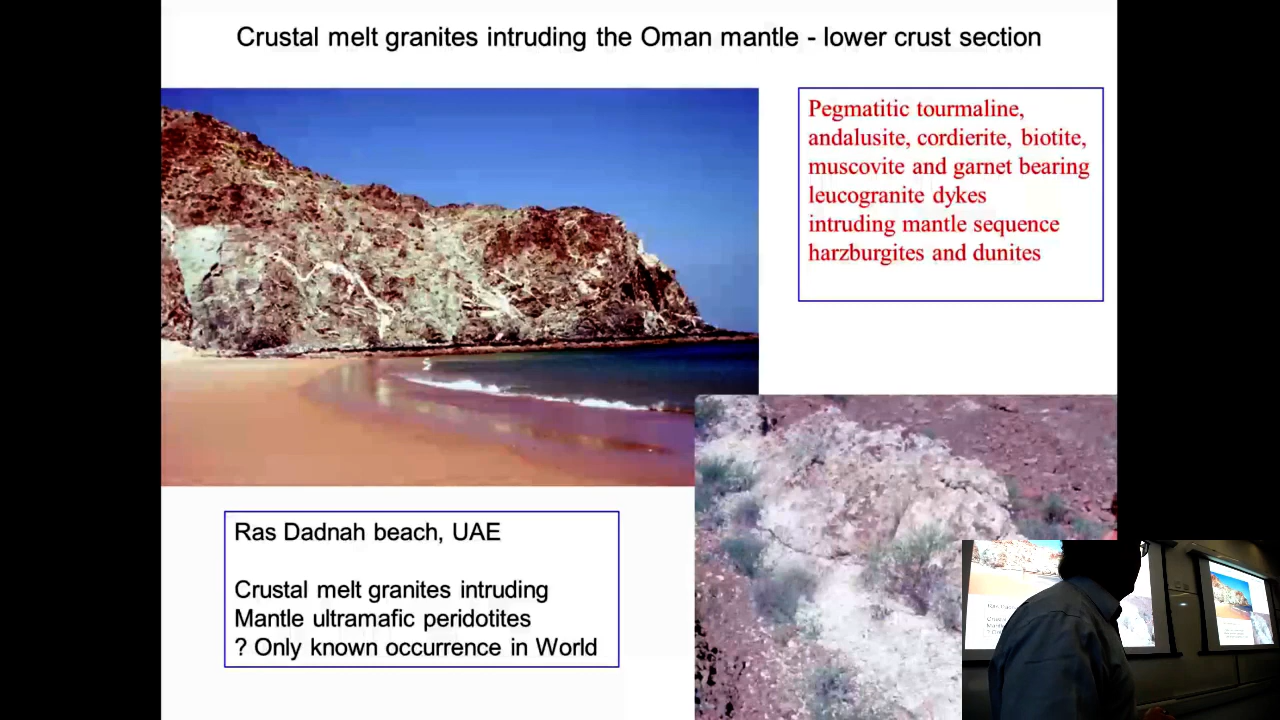 Crustal melt granites intruding the Oman mantle - lower crust section
Pegmatitic tourmaline,
andalusite, cordierite, biotite,
muscovite and garnet bearing
leucogranite dykes
intruding mantle sequence
harzburgites and dunites
Ras Dadnah beach, UAE
Crustal melt granites intruding
Mantle ultramafic peridotites
? Only known occurrence in World